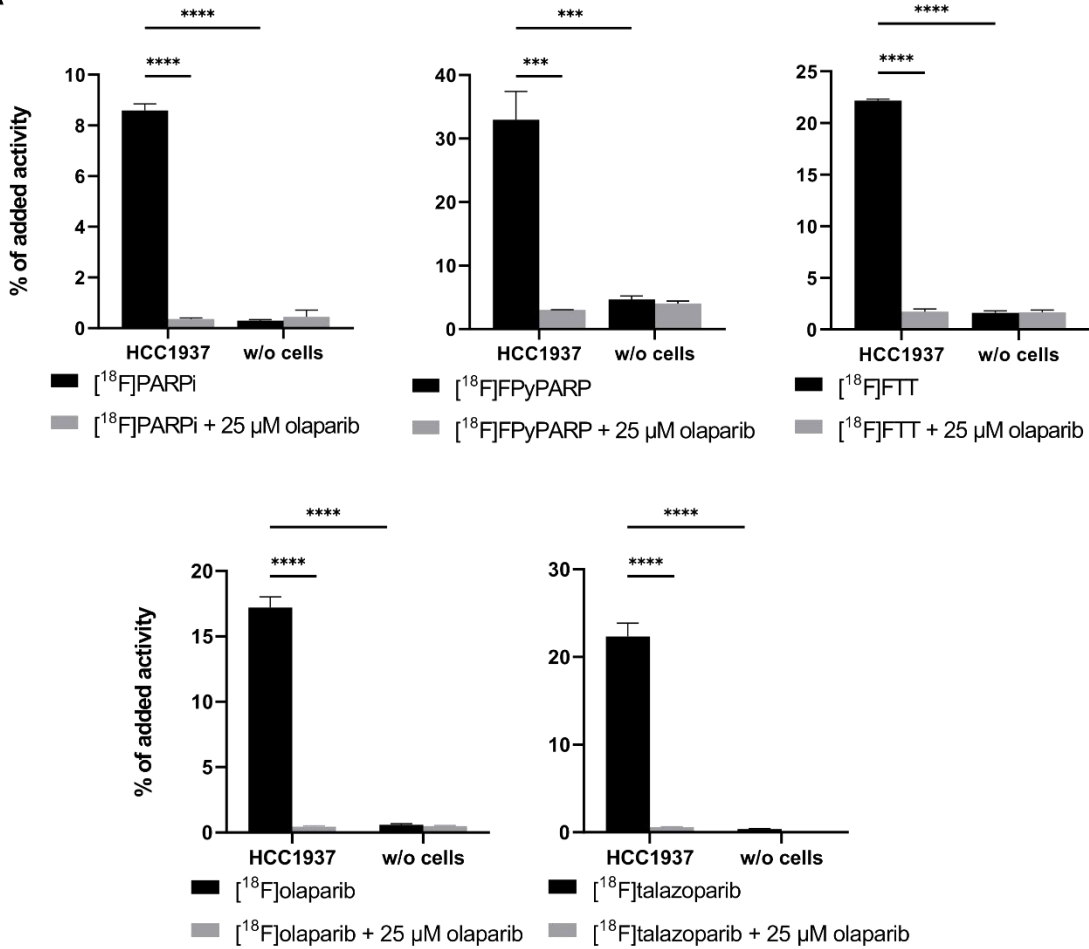 **** *** ****
**** *** ****
% of added activity
10
8
6
4
2
0
HCC1937 w/o cells
[18F]PARPi
[18F]PARPi + 25 µM olaparib
40
30
20
10
0
HCC1937 w/o cells
[18F]FPyPARP
[18F]FPyPARP + 25 µM olaparib
25
20
15
10
5
0
HCC1937 w/o cells
[18F]FTT
[18F]FTT + 25 µM olaparib
**** ****
**** ****
% of added activity
20
15
10
5
0
HCC1937 w/o cells
[18F]olaparib
[18F]olaparib + 25 µM olaparib
30
20
10
0
HCC1937 w/o cells
[18F]talazoparib
[18F]talazoparib + 25 µM olaparib